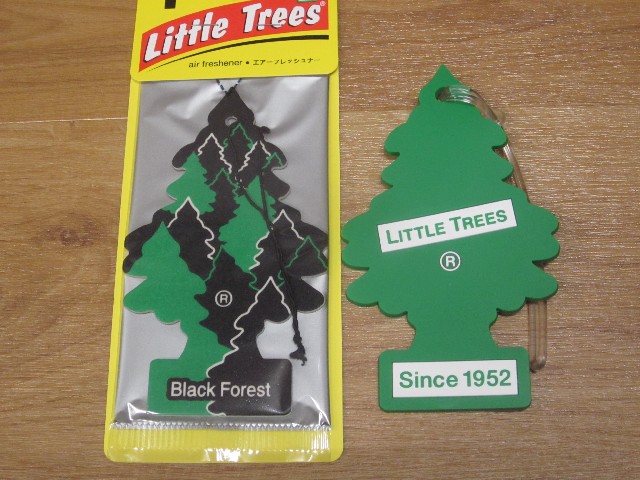 Little Trees®
air freshener • エアーフレッシュナー
®
Black Forest
LITTLE TREES
®
Since 1952